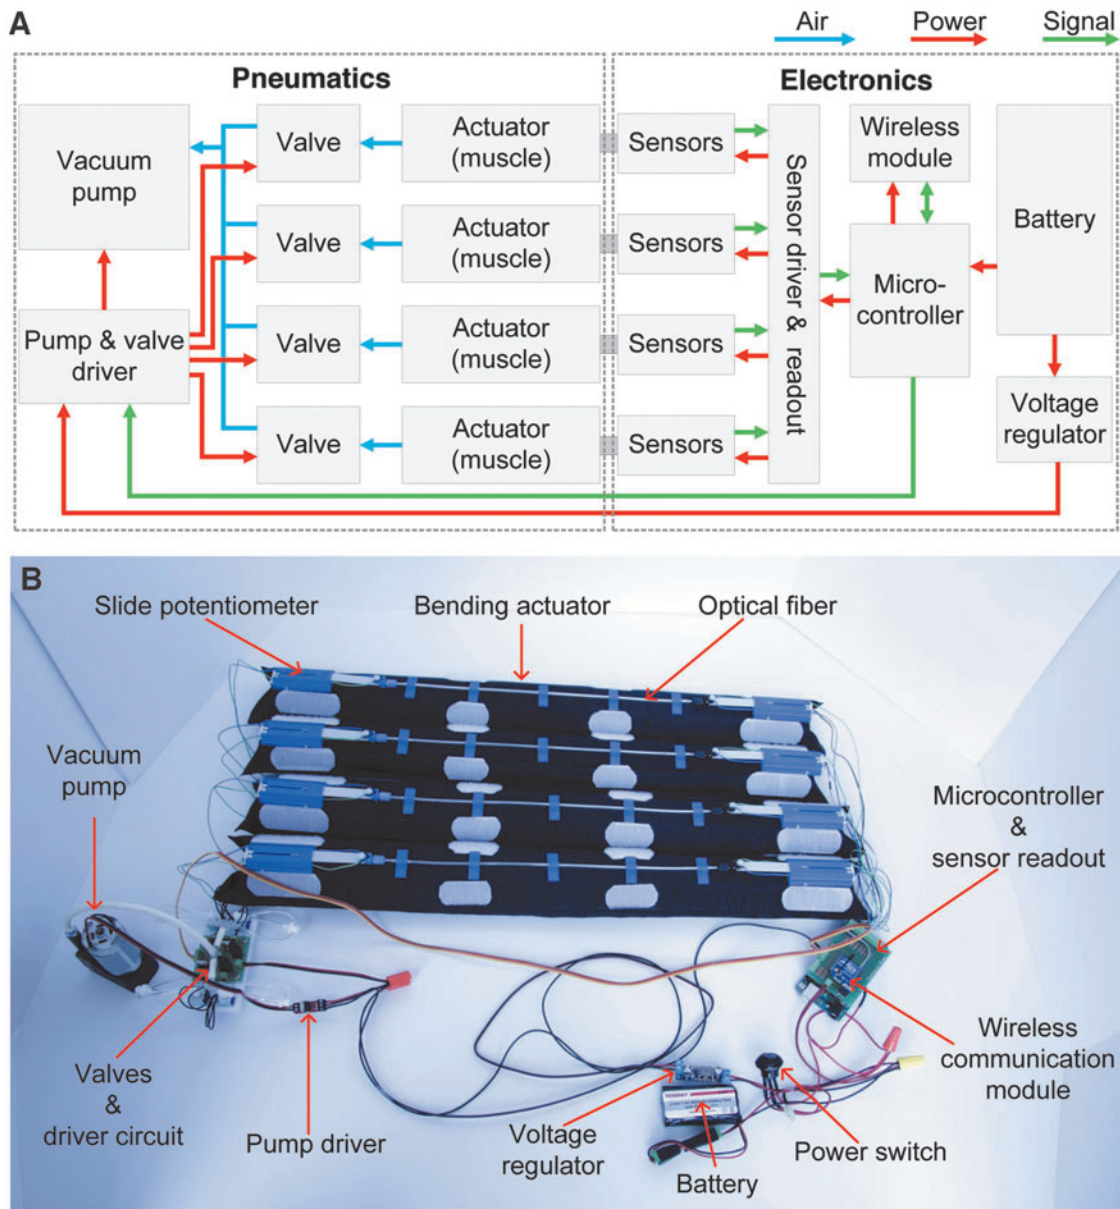 A
Air
Power
Signal
Pneumatics
Electronics
Vacuum
pump
Valve
Actuator
(muscle)
Sensors
Wireless
module
Battery
Valve
Actuator
(muscle)
Sensors
Sensor driver & readout
Micro-
controller
Pump & valve
driver
Valve
Actuator
(muscle)
Sensors
Valve
Actuator
(muscle)
Sensors
Voltage
regulator
B
Slide potentiometer
Bending actuator
Optical fiber
Vacuum
pump
Microcontroller
&
sensor readout
Valves
&
driver circuit
Pump driver
Voltage
regulator
Battery
Power switch
Wireless
communication
module